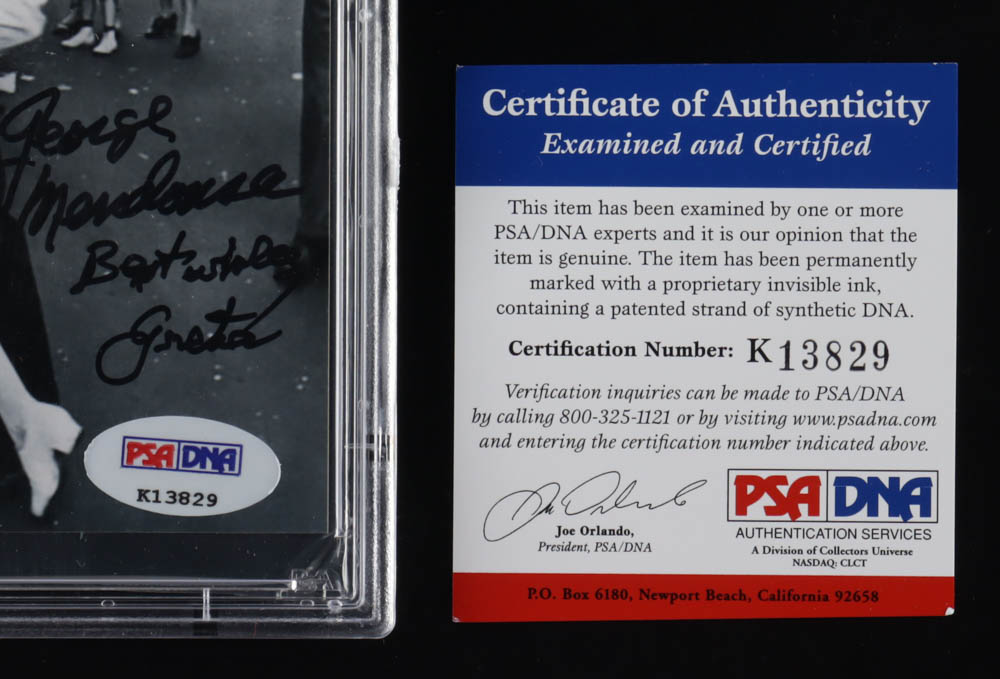 George
Mendonsa
Best wishes
Greta
PSA DNA
K13829
Certificate of Authenticity
Examined and Certified
This item has been examined by one or more
PSA/DNA experts and it is our opinion that the
item is genuine. The item has been permanently
marked with a proprietary invisible ink,
containing a patented strand of synthetic DNA.
Certification Number: K13829
Verification inquiries can be made to PSA/DNA
by calling 800-325-1121 or by visiting www.psadna.com
and entering the certification number indicated above.
Joe Orlando,
President, PSA/DNA
PSA DNA
AUTHENTICATION SERVICES
A Division of Collectors Universe
NASDAQ: CLCT
P.O. Box 6180, Newport Beach, California 92658